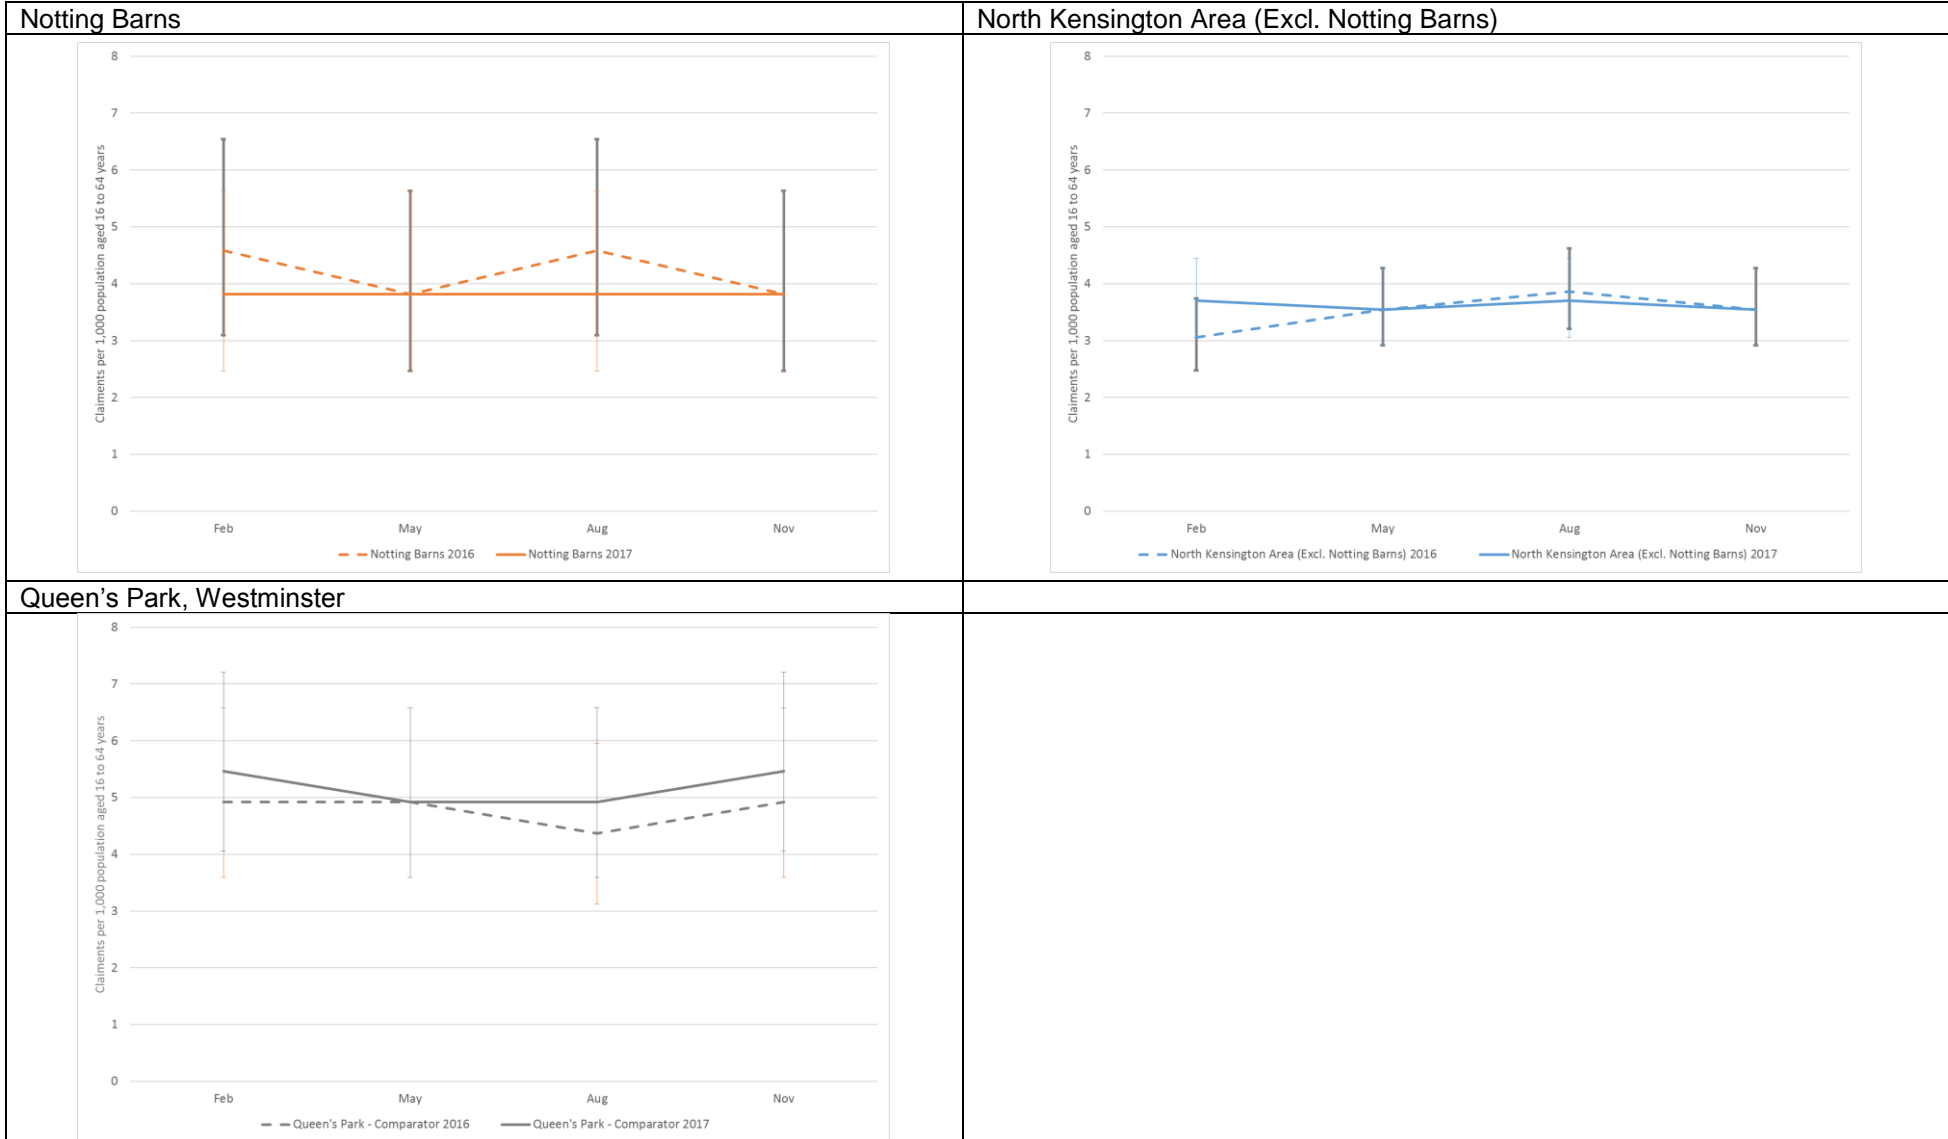 Notting Barns
North Kensington Area (Excl. Notting Barns)
8
7
6
5
4
3
2
1
0
Claiments per 1,000 population aged 16 to 64 years
Feb May Aug Nov
Notting Barns 2016 Notting Barns 2017
8
7
6
5
4
3
2
1
0
Claiments per 1,000 population aged 16 to 64 years
Feb May Aug Nov
North Kensington Area (Excl. Notting Barns) 2016 North Kensington Area (Excl. Notting Barns) 2017
Queen’s Park, Westminster
8
7
6
5
4
3
2
1
0
Claiments per 1,000 population aged 16 to 64 years
Feb May Aug Nov
Queen's Park - Comparator 2016 Queen's Park - Comparator 2017